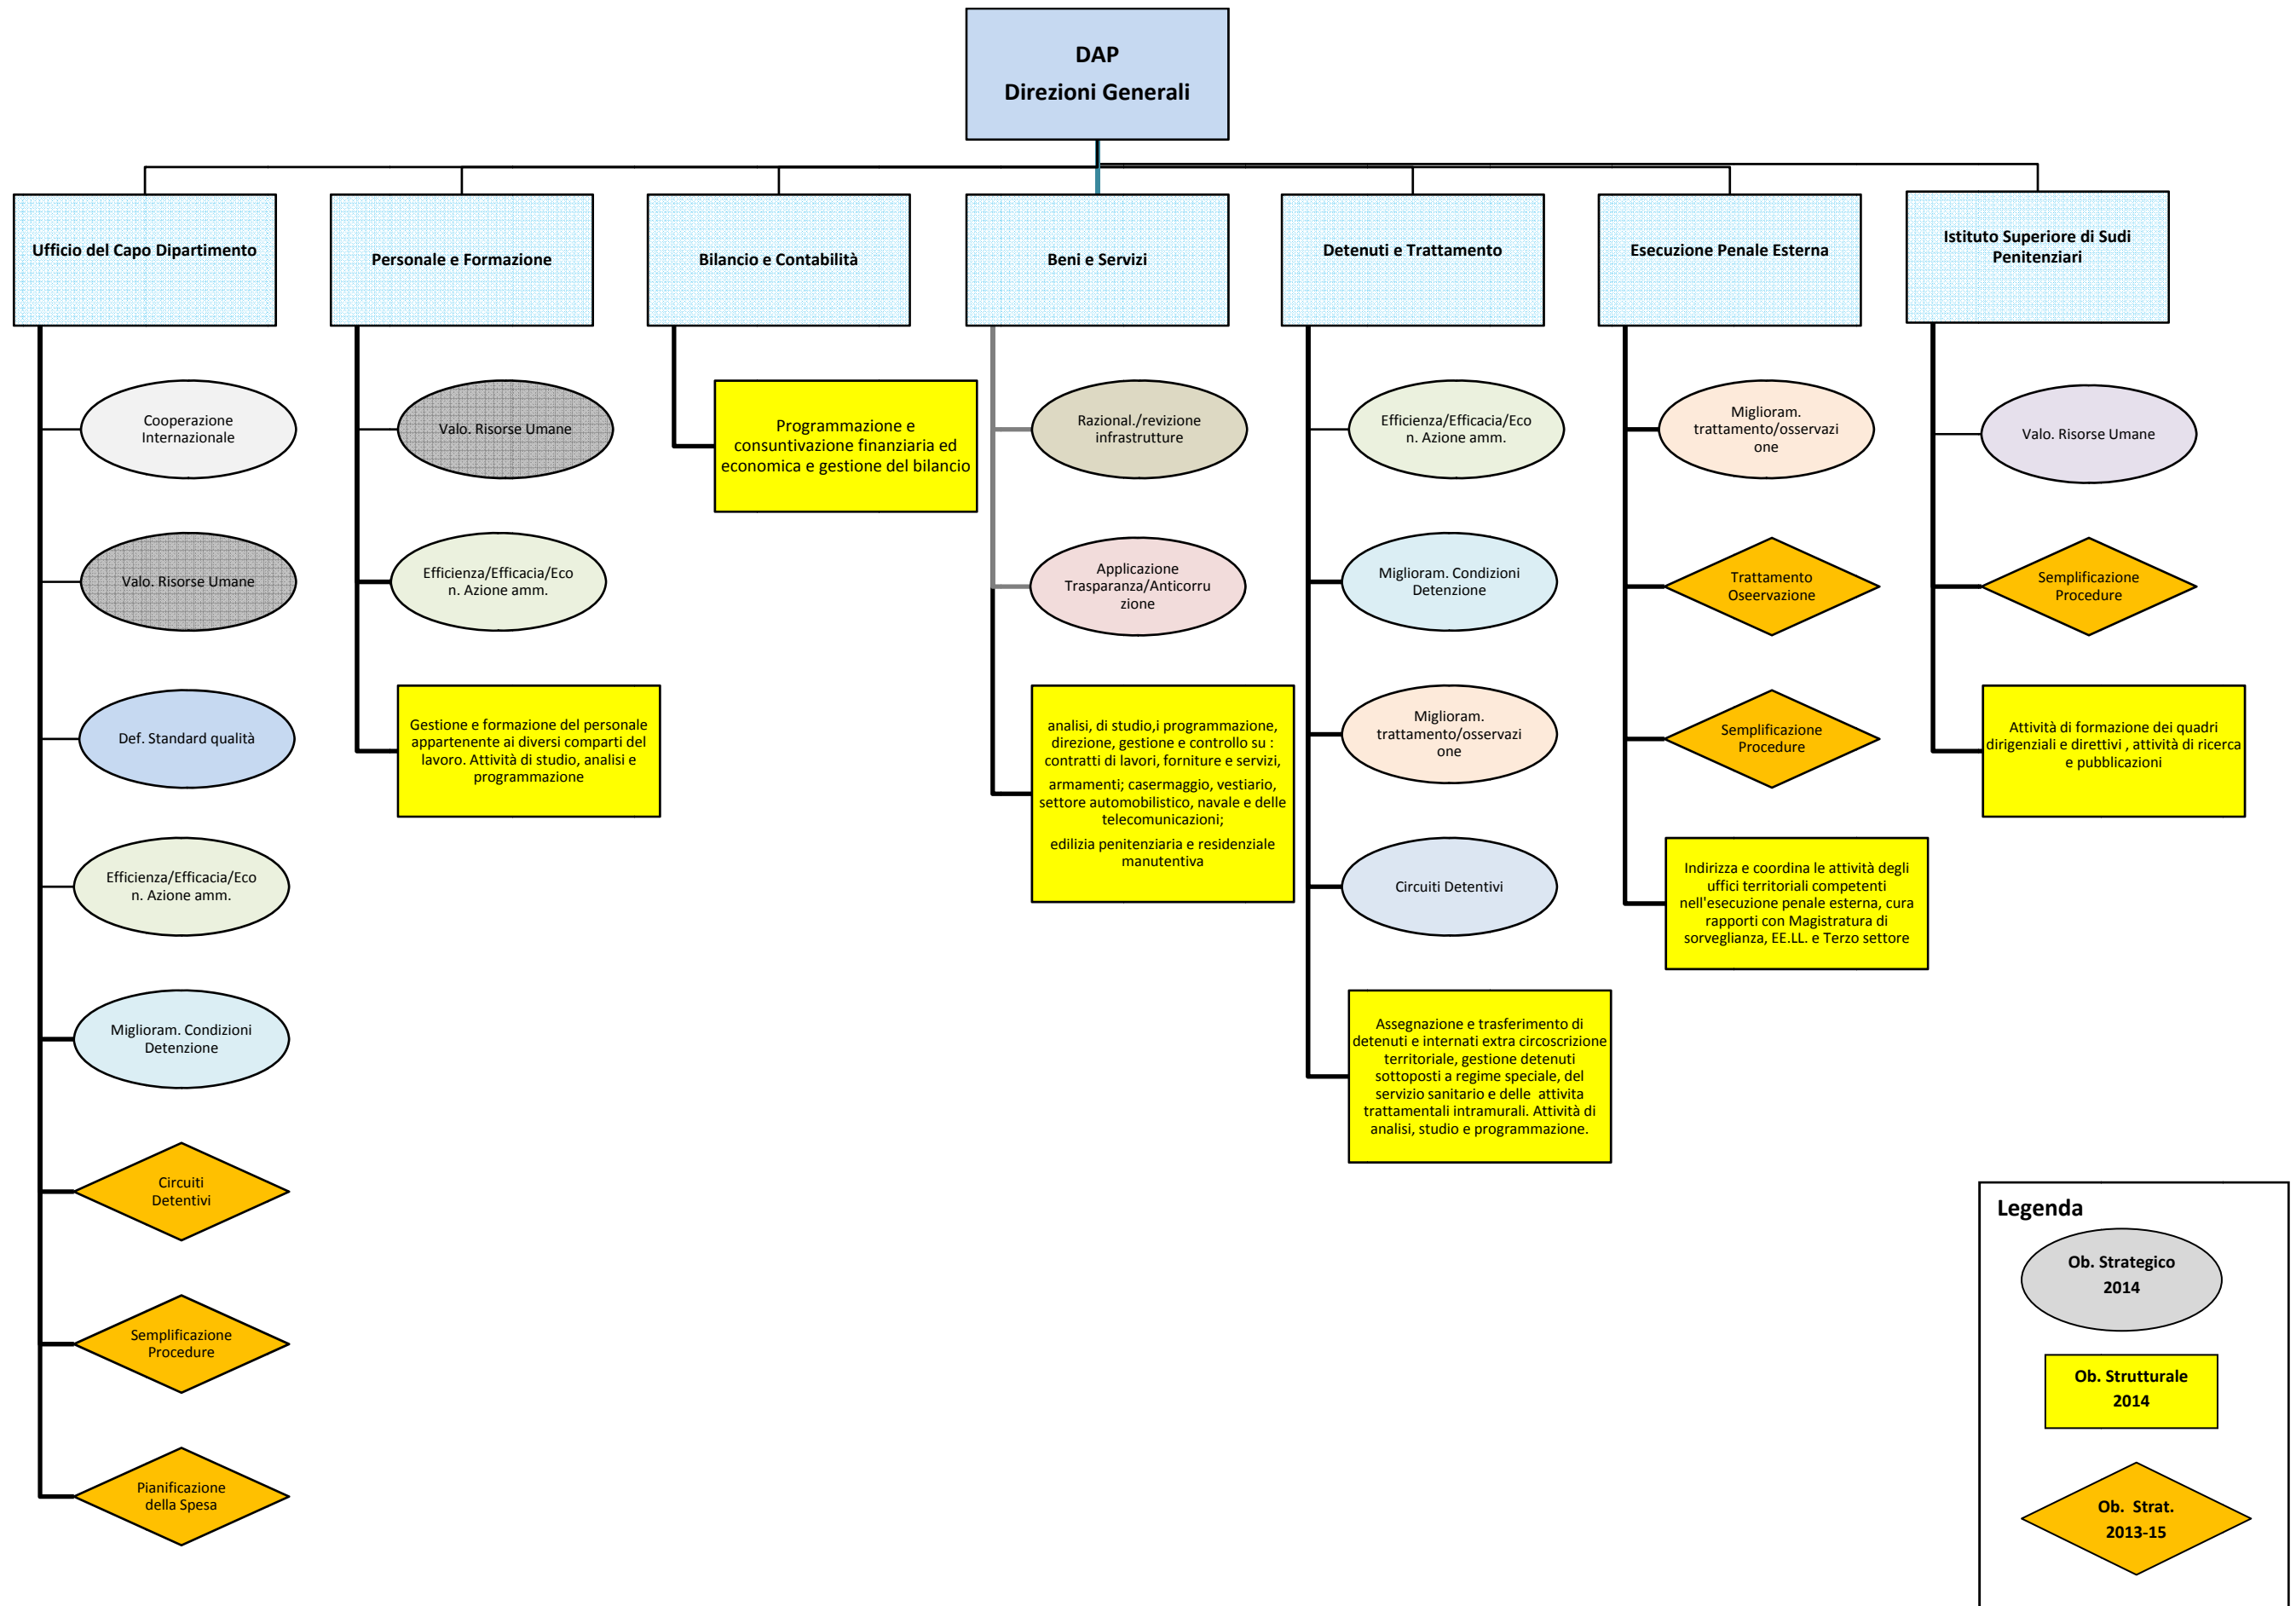 DAP
Direzioni Generali
Ufficio del Capo Dipartimento
Personale e Formazione
Bilancio e Contabilità
Beni e Servizi
Detenuti e Trattamento
Esecuzione Penale Esterna
Istituto Superiore di Sudi
Penitenziari
Cooperazione
Internazionale
Valo. Risorse Umane
Def. Standard qualità
Efficienza/Efficacia/Eco
n. Azione amm.
Miglioram. Condizioni
Detenzione
Circuiti
Detentivi
Semplificazione
Procedure
Pianificazione
della Spesa
Valo. Risorse Umane
Efficienza/Efficacia/Eco
n. Azione amm.
Gestione e formazione del personale
appartenente ai diversi comparti del
lavoro. Attività di studio, analisi e
programmazione
Programmazione e
consuntivazione finanziaria ed
economica e gestione del bilancio
Razional./revizione
infrastrutture
Applicazione
Trasparanza/Anticorru
zione
analisi, di studio,i programmazione,
direzione, gestione e controllo su :
contratti di lavori, forniture e servizi,
armamenti; casermaggio, vestiario,
settore automobilistico, navale e delle
telecomunicazioni;
edilizia penitenziaria e residenziale
manutentiva
Efficienza/Efficacia/Eco
n. Azione amm.
Miglioram. Condizioni
Detenzione
Miglioram.
trattamento/osservazi
one
Circuiti Detentivi
Assegnazione e trasferimento di
detenuti e internati extra circoscrizione
territoriale, gestione detenuti
sottoposti a regime speciale, del
servizio sanitario e delle attivita
trattamentali intramurali. Attività di
analisi, studio e programmazione.
Miglioram.
trattamento/osservazi
one
Trattamento
Oseervazione
Semplificazione
Procedure
Indirizza e coordina le attività degli
uffici territoriali competenti
nell'esecuzione penale esterna, cura
rapporti con Magistratura di
sorveglianza, EE.LL. e Terzo settore
Valo. Risorse Umane
Semplificazione
Procedure
Attività di formazione dei quadri
dirigenziali e direttivi , attività di ricerca
e pubblicazioni
Legenda
Ob. Strategico
2014
Ob. Strutturale
2014
Ob. Strat.
2013-15